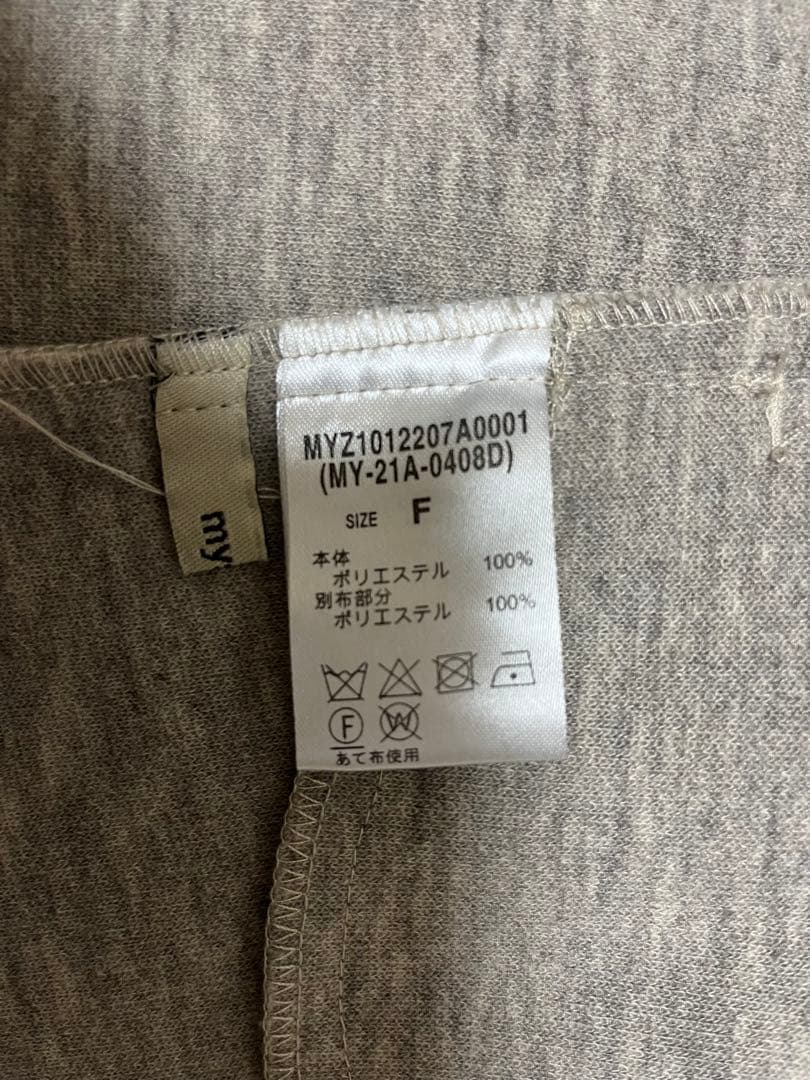 MYZ1012207A0001
(MY-21A-0408D)
SIZE F
本体
ポリエステル 100%
別布部分
ポリエステル 100%
F W
あて布使用
my